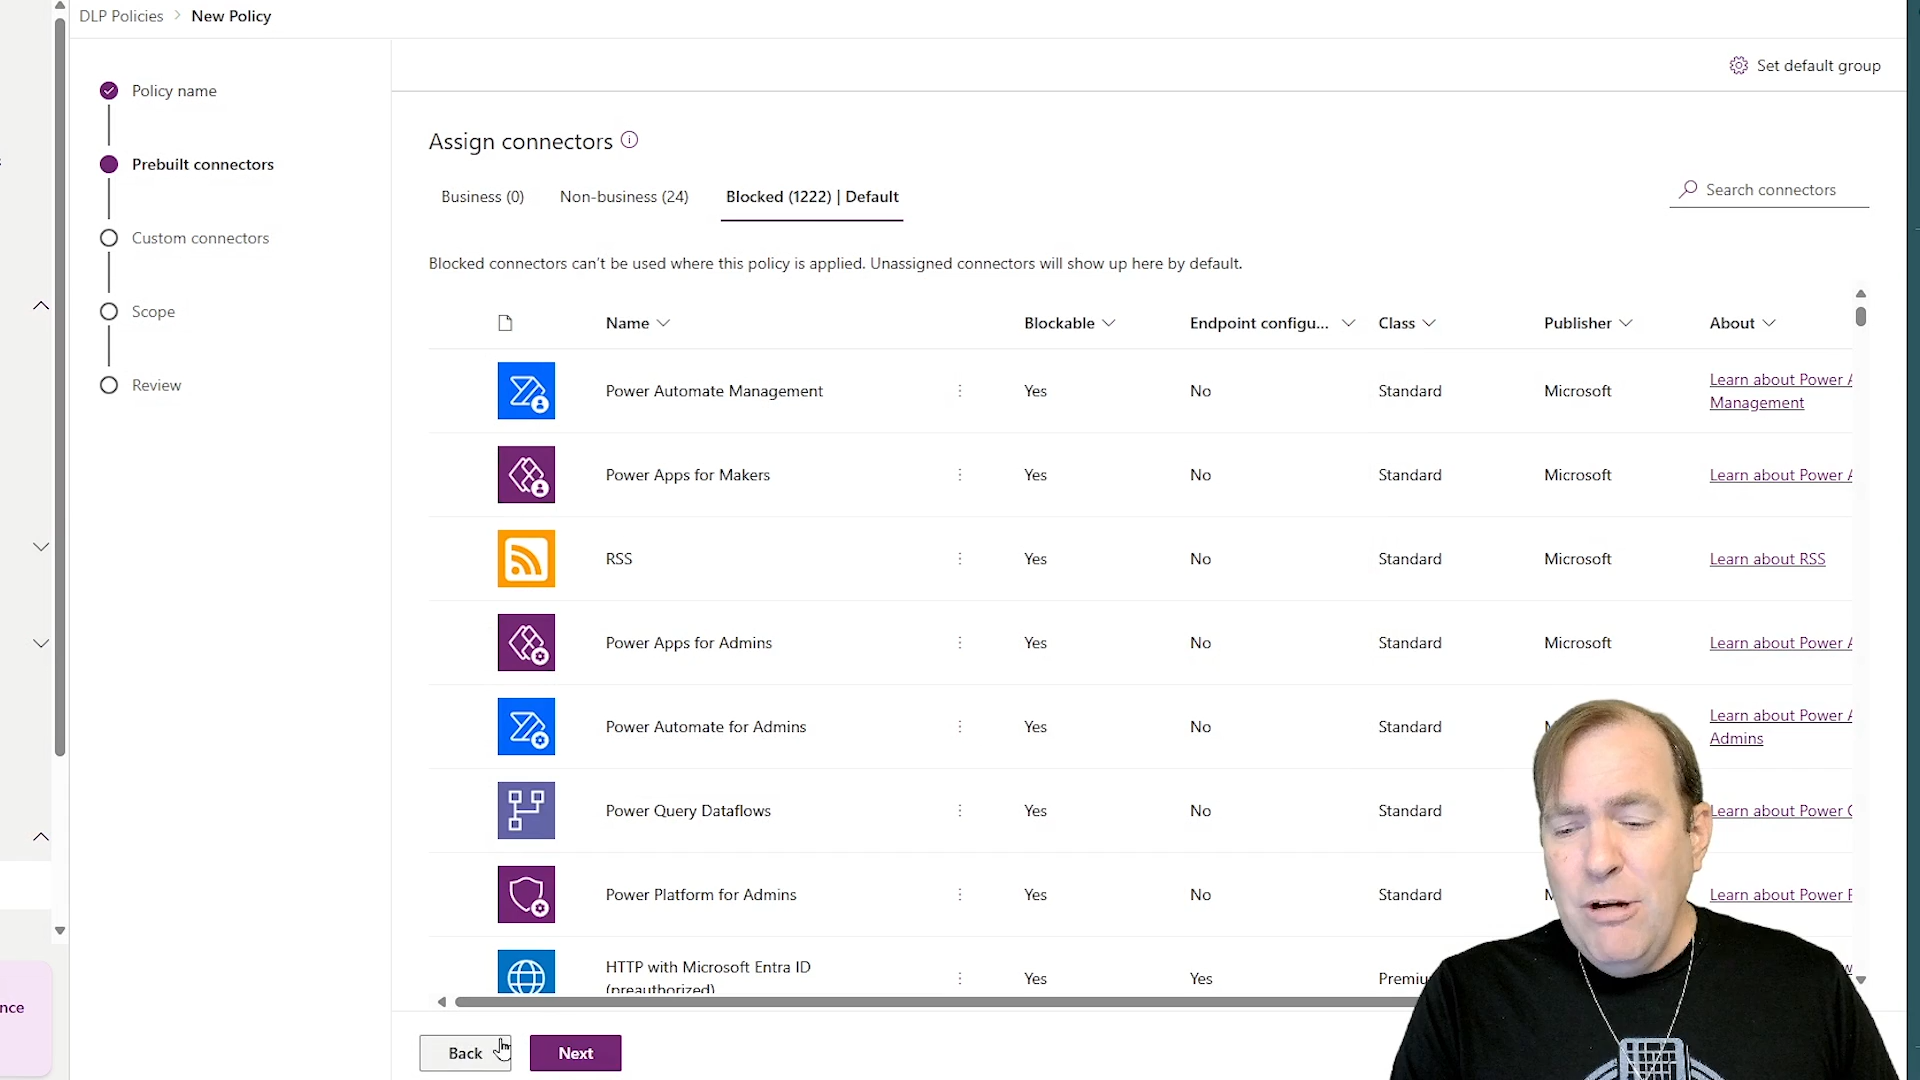 DLP Policies > New Policy
Set default group
Policy name
Prebuilt connectors
Custom connectors
Scope
Review
Assign connectors
Business (0) Non-business (24) Blocked (1222) | Default
Search connectors
Blocked connectors can't be used where this policy is applied. Unassigned connectors will show up here by default.
Name Blockable Endpoint configu... Class Publisher About
Power Automate Management Yes No Standard Microsoft Learn about Power A
Management
Power Apps for Makers Yes No Standard Microsoft Learn about Power A
RSS Yes No Standard Microsoft Learn about RSS
Power Apps for Admins Yes No Standard Microsoft Learn about Power A
Power Automate for Admins Yes No Standard Learn about Power A
Admins
Power Query Dataflows Yes No Standard Learn about Power Q
Power Platform for Admins Yes No Standard Learn about Power P
HTTP with Microsoft Entra ID
(preauthorized) Yes Yes Premiu
nce
Back Next